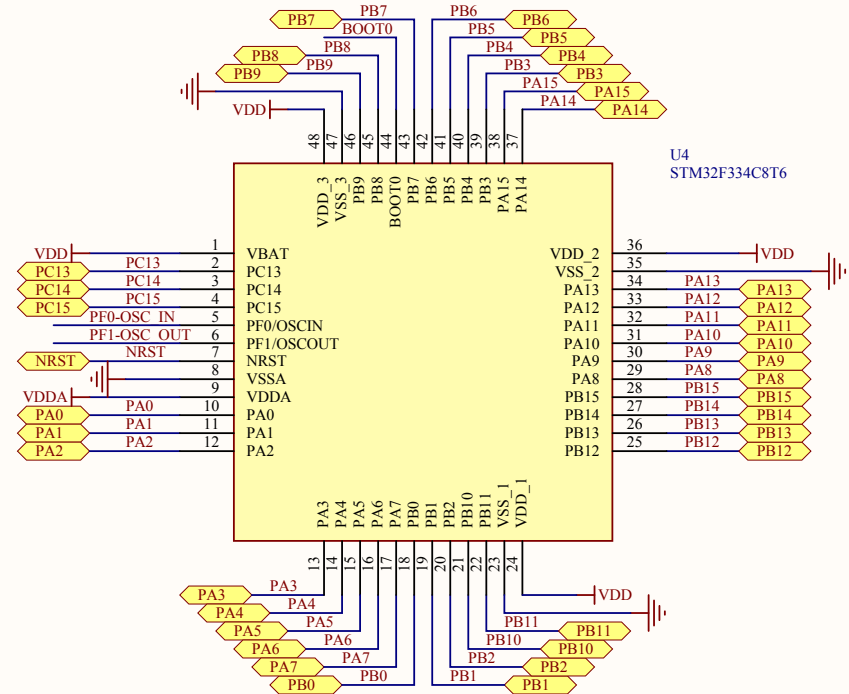 PB7 PB7 PB6 PB6
BOOT0 PB5 PB5
PB8 PB8 PB4 PB4
PB9 PB9 PB3 PB3
PA15 PA15
VDD PA14 PA14
48 47 46 45 44 43 42 41 40 39 38 37
U4
STM32F334C8T6
VDD_3 VSS_3 PB9 PB8 BOOT0 PB7 PB6 PB5 PB4 PB3 PA15 PA14
VDD 1 VBAT VDD_2 36 VDD
PC13 PC13 2 PC13 VSS_2 35
PC14 PC14 3 PC14 PA13 34 PA13 PA13
PC15 PC15 4 PC15 PA12 33 PA12 PA12
PF0-OSC_IN 5 PF0/OSCIN PA11 32 PA11 PA11
PF1-OSC_OUT 6 PF1/OSCOUT PA10 31 PA10 PA10
NRST NRST 7 NRST PA9 30 PA9 PA9
8 VSSA PA8 29 PA8 PA8
VDDA 9 VDDA PB15 28 PB15 PB15
PA0 PA0 10 PA0 PB14 27 PB14 PB14
PA1 PA1 11 PA1 PB13 26 PB13 PB13
PA2 PA2 12 PA2 PB12 25 PB12 PB12
PA3 PA4 PA5 PA6 PA7 PB0 PB1 PB2 PB10 PB11 VSS_1 VDD_1
13 14 15 16 17 18 19 20 21 22 23 24
PA3 PA3 VDD
PA4 PA4
PA5 PA5 PB11 PB11
PA6 PA6 PB10 PB10
PA7 PA7 PB2 PB2
PB0 PB0 PB1 PB1